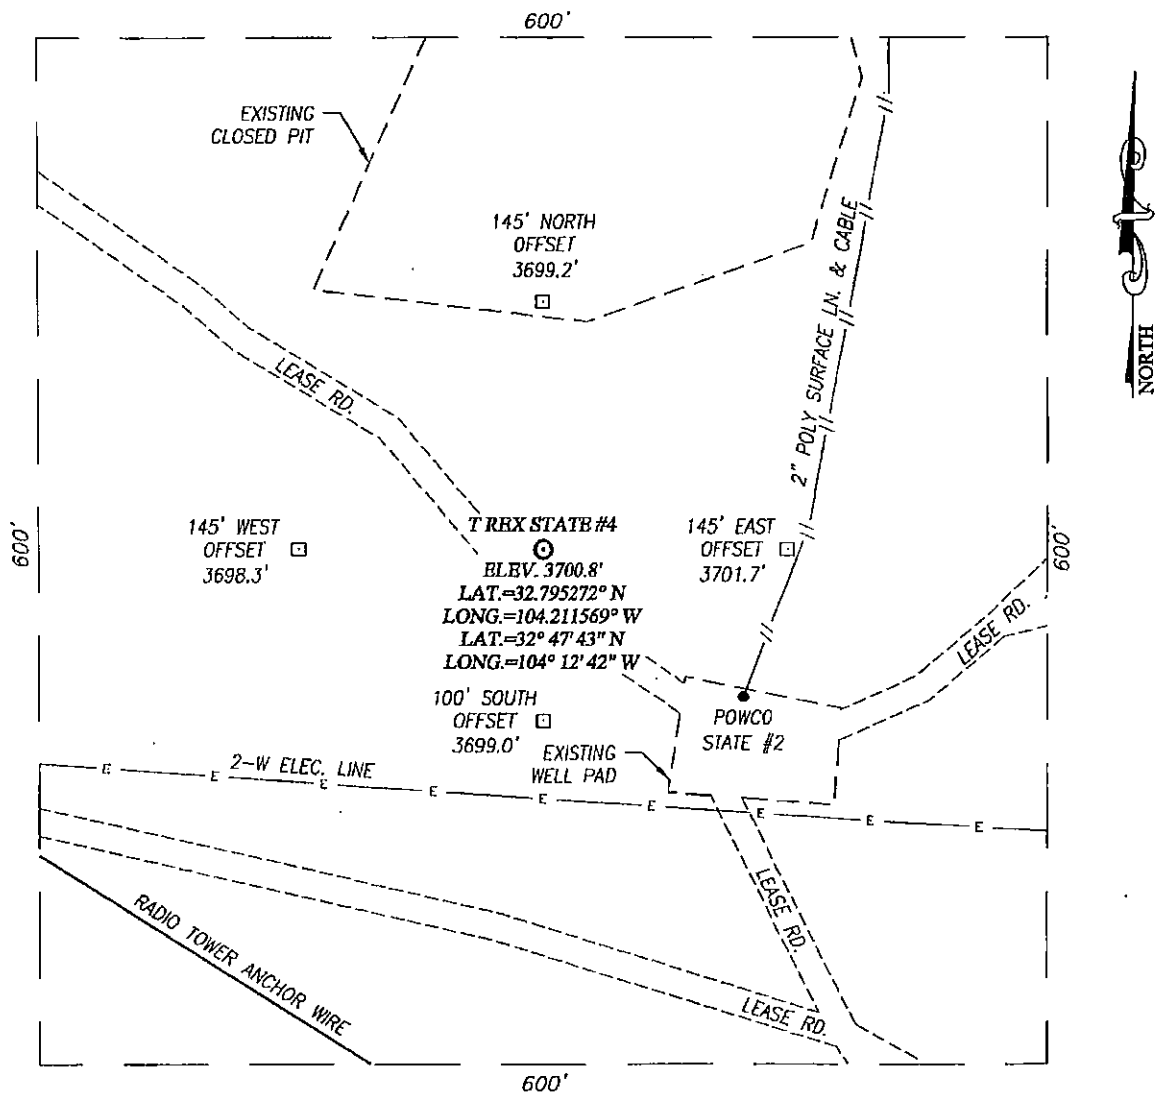 600'
EXISTING
CLOSED PIT
145' NORTH
OFFSET
3699.2'
2" POLY SURFACE LN. & CABLE
NORTH
LEASE RD.
600'
145' WEST
OFFSET
3698.3'
T REX STATE #4
ELEV. 3700.8'
LAT.=32.795272° N
LONG.=104.211569° W
LAT.=32° 47' 43" N
LONG.=104° 12' 42" W
145' EAST
OFFSET
3701.7'
600'
LEASE RD.
100' SOUTH
OFFSET
3699.0'
POWCO
STATE #2
EXISTING
WELL PAD
2-W ELEC. LINE
E E E E E E E E E
LEASE RD.
RADIO TOWER ANCHOR WIRE
LEASE RD.
600'